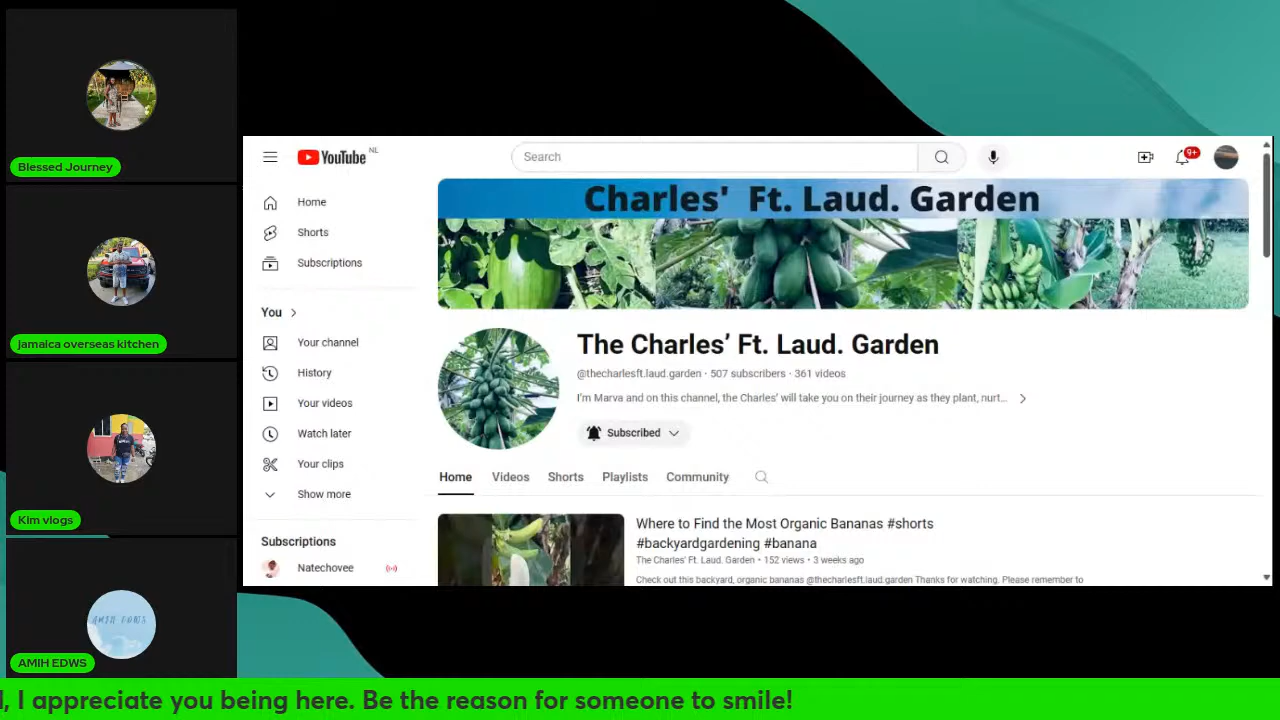 Blessed Journey
jamaica overseas kitchen
Kim vlogs
AMIH EDWS
AMIH EDWS
YouTube NL
Search
9+
Home
Shorts
Subscriptions
You
Your channel
History
Your videos
Watch later
Your clips
Show more
Subscriptions
Natechovee
Charles' Ft. Laud. Garden
The Charles’ Ft. Laud. Garden
@thecharlesft.laud.garden · 507 subscribers · 361 videos
I'm Marva and on this channel, the Charles' will take you on their journey as they plant, nurt...
Subscribed
Home Videos Shorts Playlists Community
Where to Find the Most Organic Bananas #shorts
#backyardgardening #banana
The Charles' Ft. Laud. Garden • 152 views • 3 weeks ago
Check out this backyard, organic bananas @thecharlesft.laud.garden Thanks for watching. Please remember to
, I appreciate you being here. Be the reason for someone to smile!